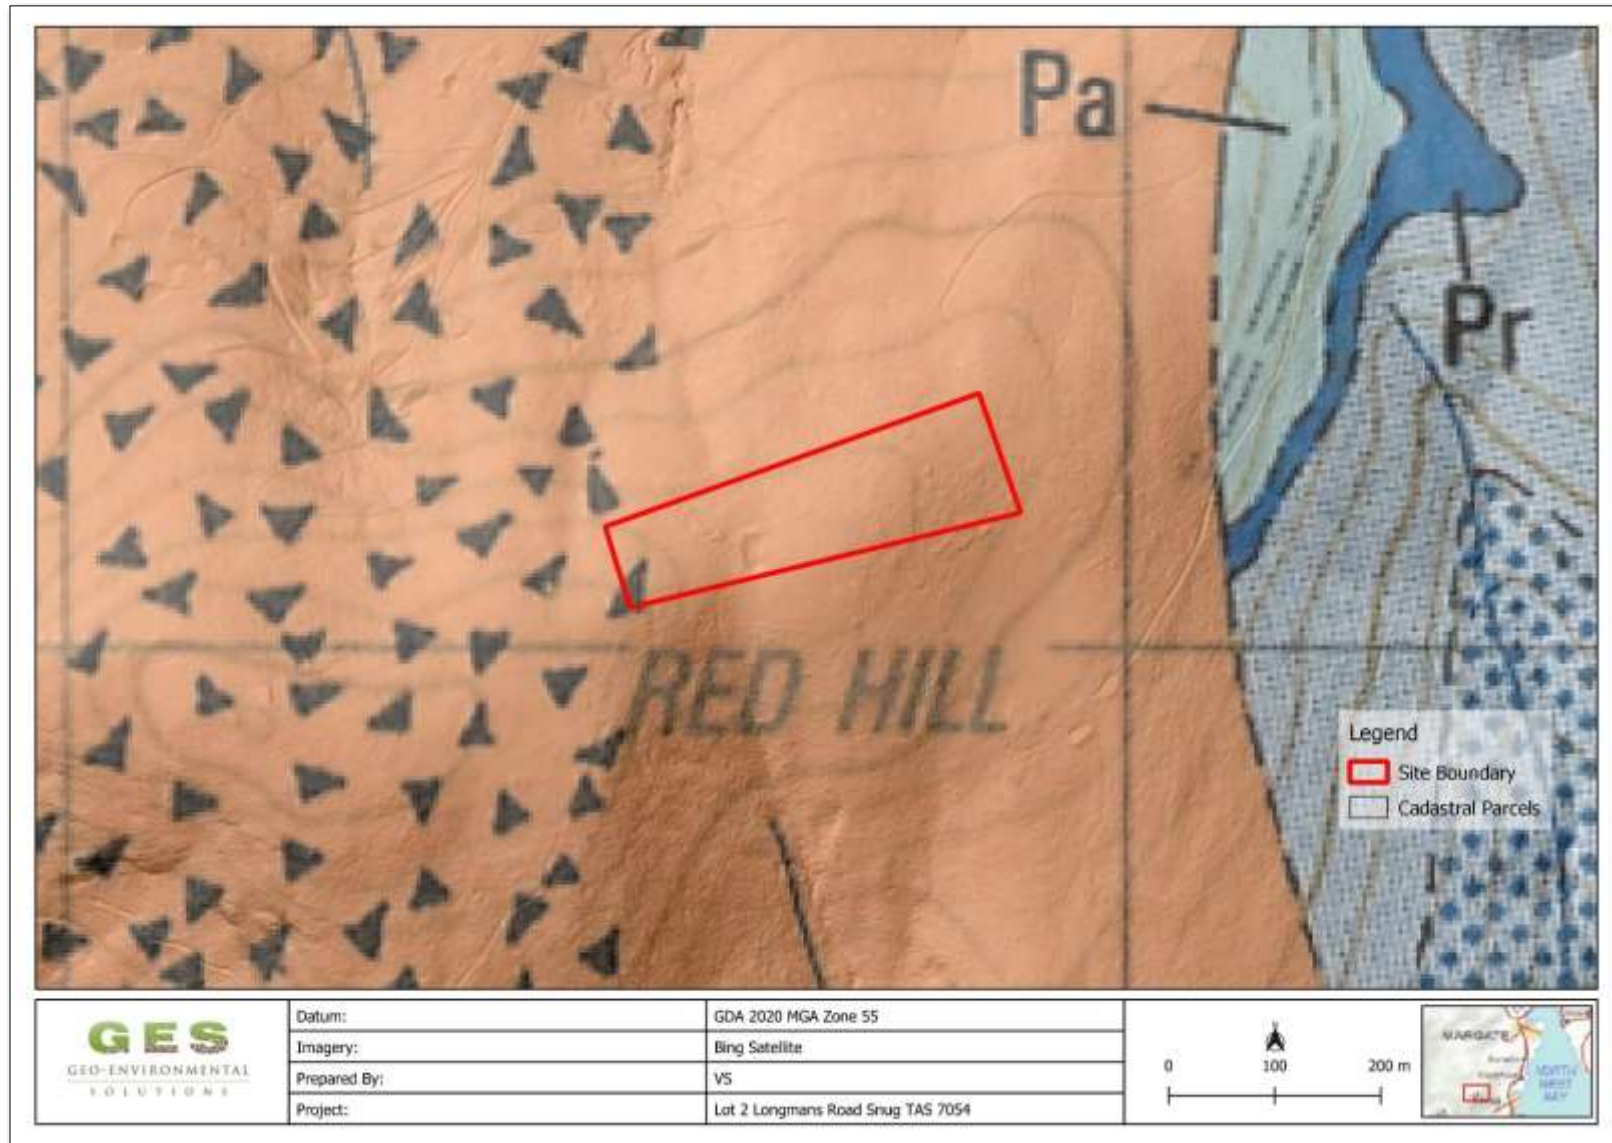 Pa
Pr
RED HILL
Legend
Site Boundary
Cadastral Parcels
GES
GEO-ENVIRONMENTAL
SOLUTIONS
Datum: GDA 2020 MGA Zone 55
Imagery: Bing Satellite
Prepared By: VS
Project: Lot 2 Longmans Road Snug TAS 7054
N
0 100 200 m
MARGATE
NORTH
WEST
BAY